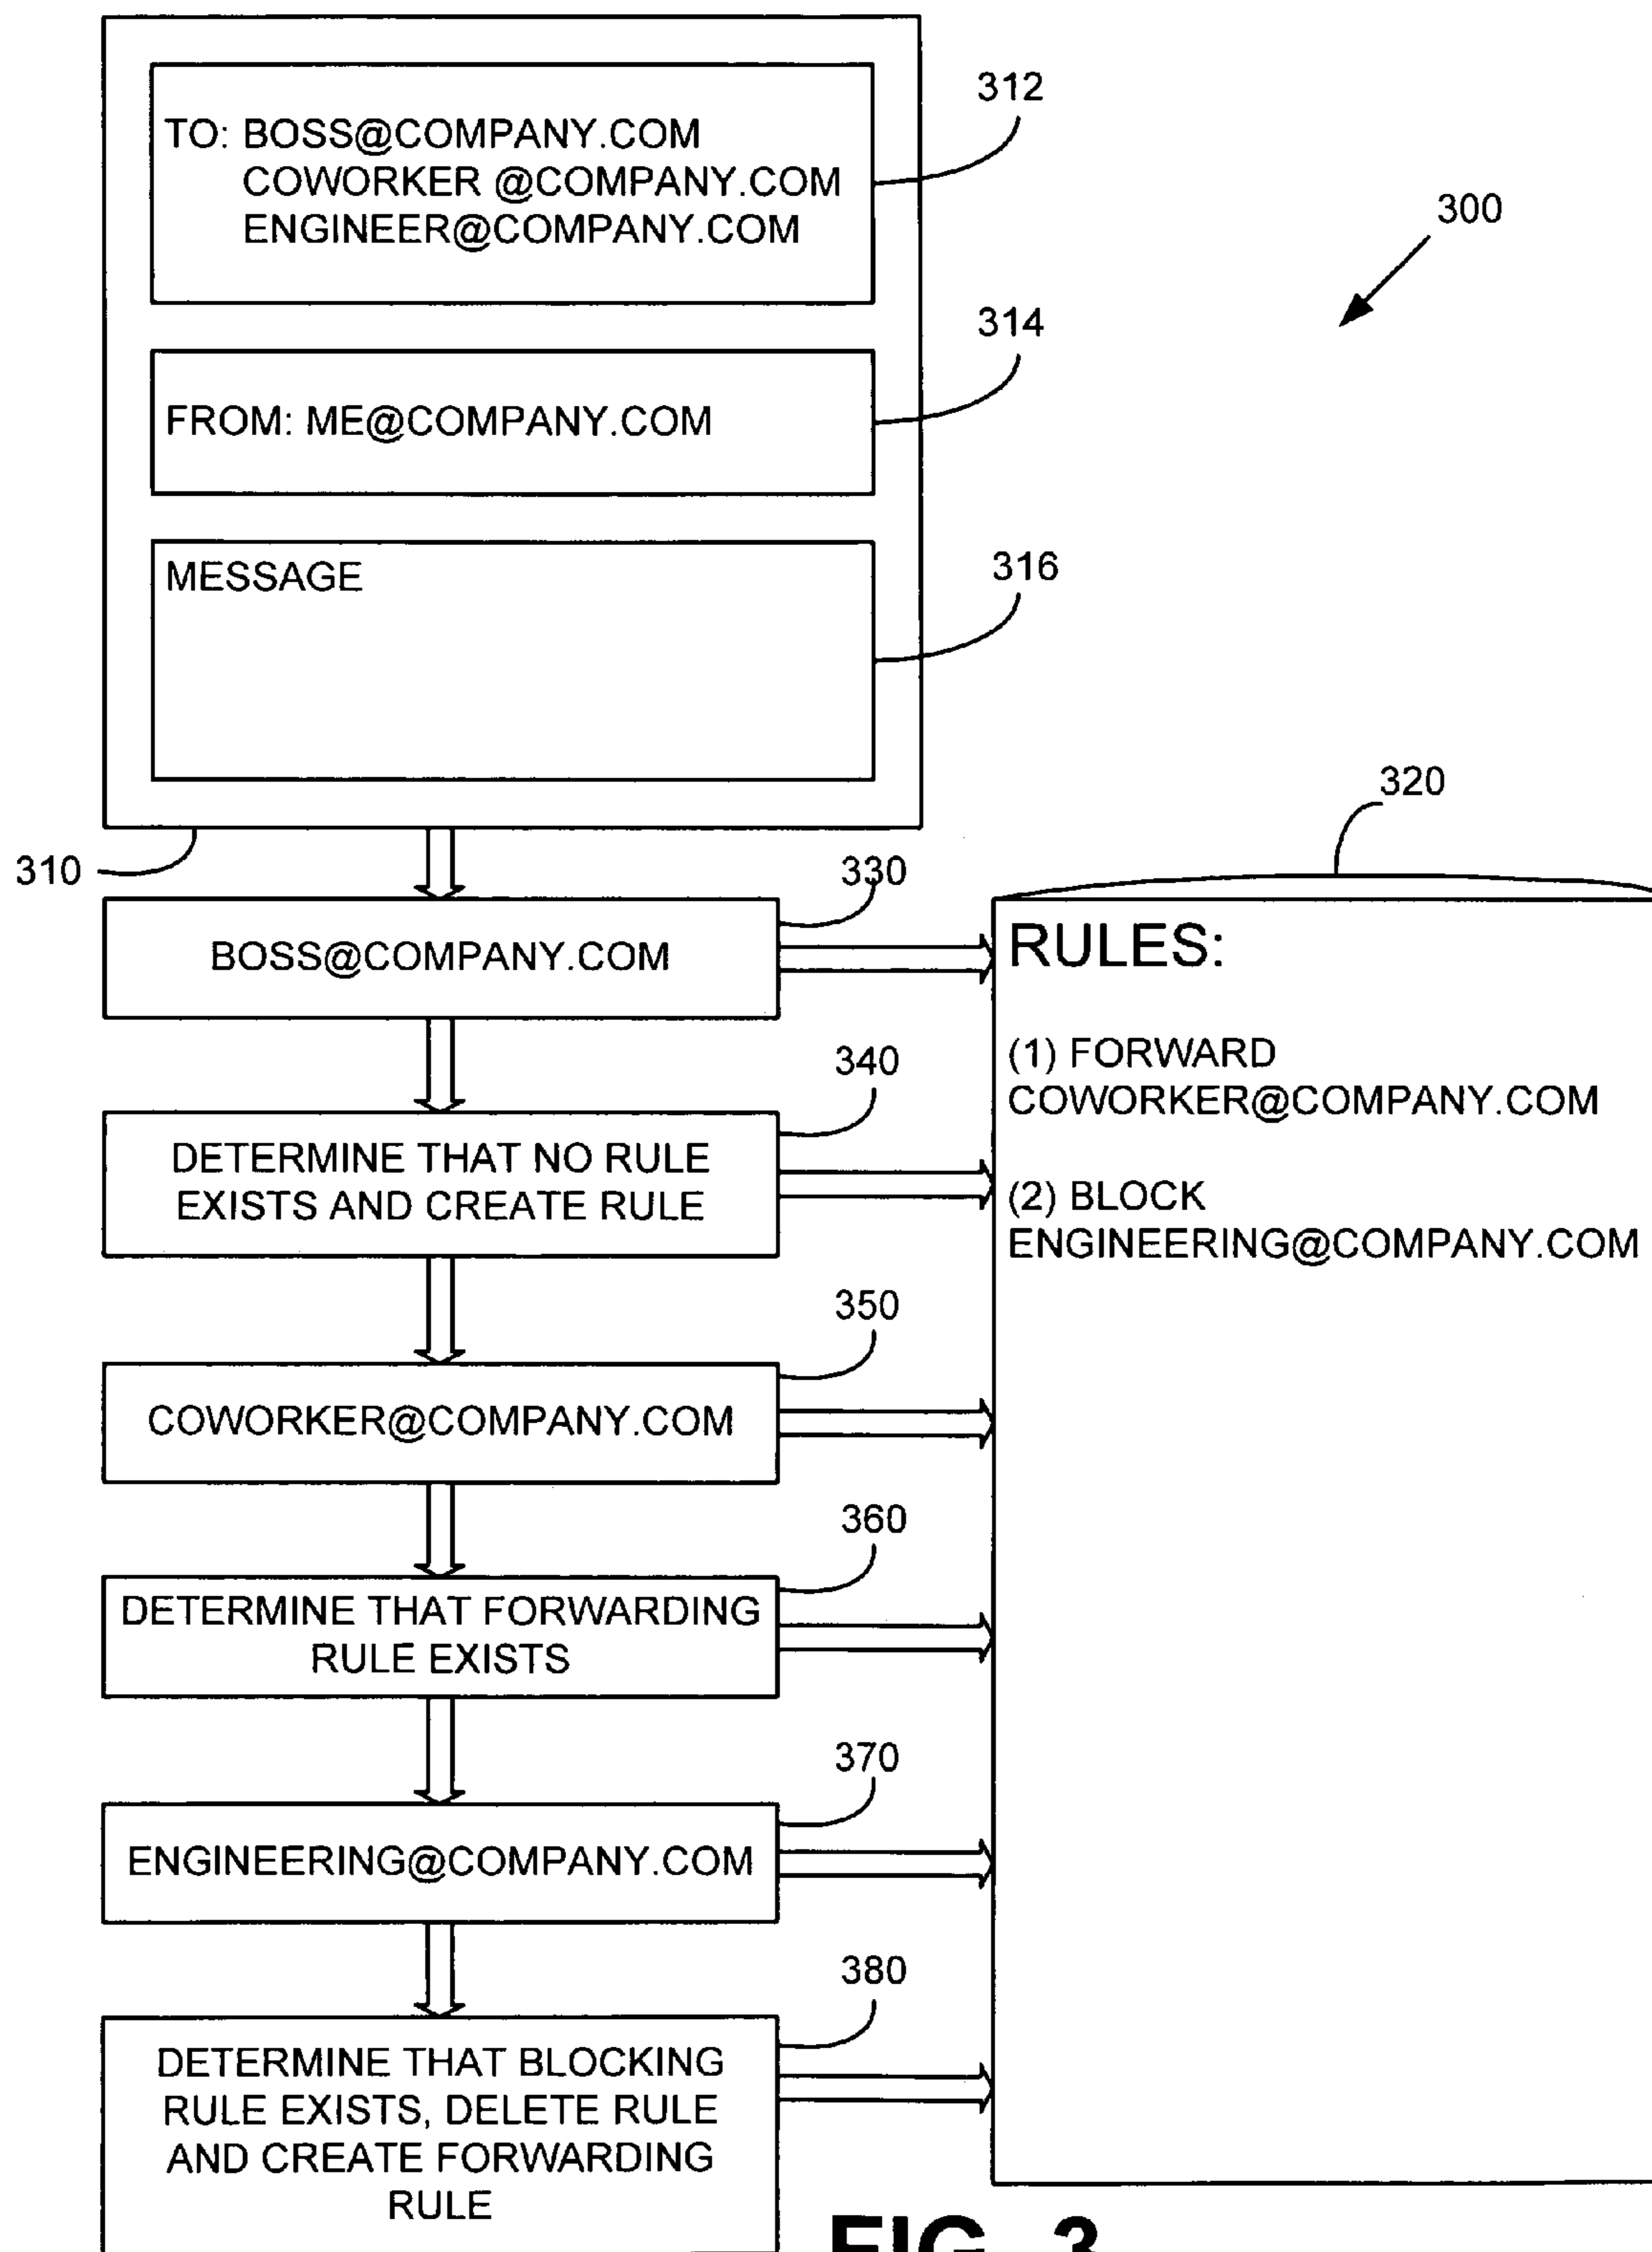 312
TO: BOSS@COMPANY.COM
COWORKER @COMPANY.COM
ENGINEER@COMPANY.COM
300
314
FROM: ME@COMPANY.COM
316
MESSAGE
320
310
330
BOSS@COMPANY.COM
RULES:
(1) FORWARD
COWORKER@COMPANY.COM
(2) BLOCK
ENGINEERING@COMPANY.COM
340
DETERMINE THAT NO RULE
EXISTS AND CREATE RULE
350
COWORKER@COMPANY.COM
360
DETERMINE THAT FORWARDING
RULE EXISTS
370
ENGINEERING@COMPANY.COM
380
DETERMINE THAT BLOCKING
RULE EXISTS, DELETE RULE
AND CREATE FORWARDING
RULE
FIG. 3